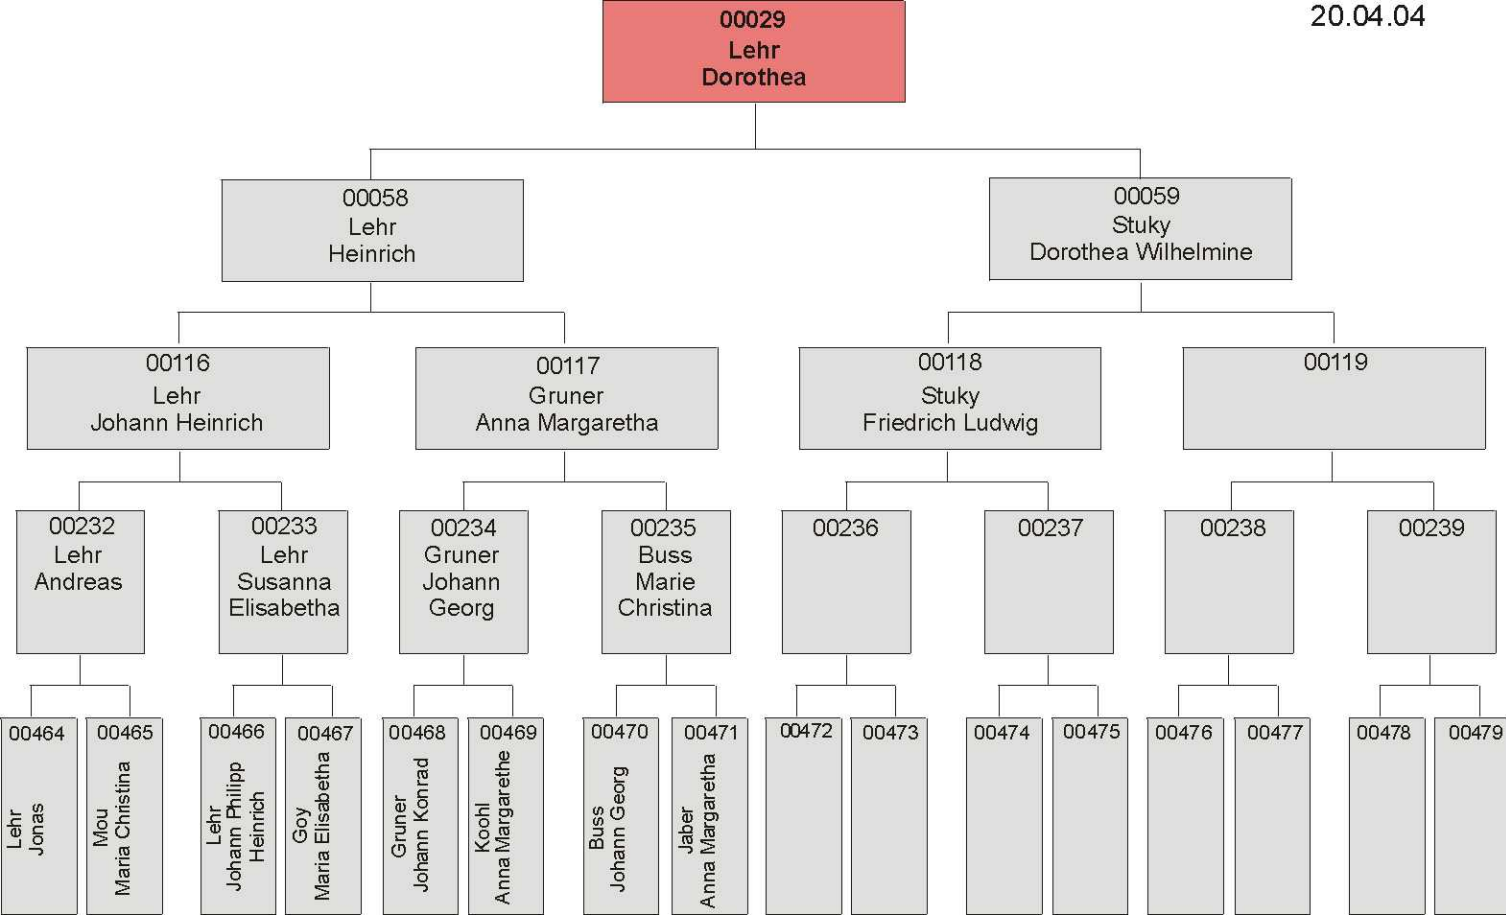 20.04.04
00029
Lehr
Dorothea
00058
Lehr
Heinrich
00059
Stuky
Dorothea Wilhelmine
00116
Lehr
Johann Heinrich
00117
Gruner
Anna Margaretha
00118
Stuky
Friedrich Ludwig
00119
00232
Lehr
Andreas
00233
Lehr
Susanna
Elisabetha
00234
Gruner
Johann
Georg
00235
Buss
Marie
Christina
00236
00237
00238
00239
00464
Lehr
Jonas
00465
Mou
Maria Christina
00466
Lehr
Johann Philipp
Heinrich
00467
Goy
Maria Elisabetha
00468
Gruner
Johann Konrad
00469
Koohl
Anna Margarethe
00470
Buss
Johann Georg
00471
Jaber
Anna Margaretha
00472
00473
00474
00475
00476
00477
00478
00479